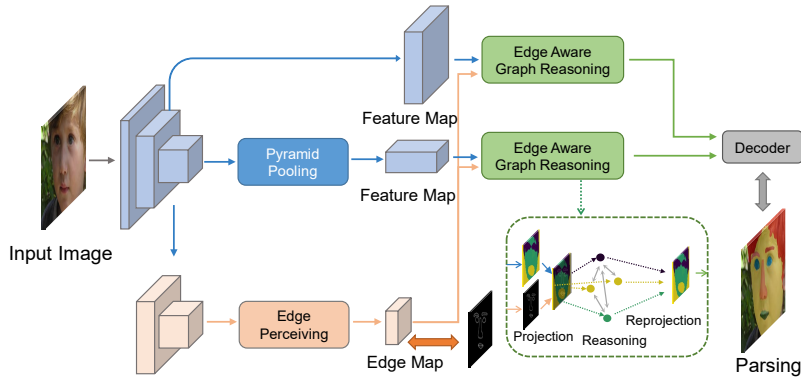 Edge Aware
Graph Reasoning
Feature Map
Pyramid
Pooling
Feature Map
Edge Aware
Graph Reasoning
Decoder
Input Image
Edge
Perceiving
Edge Map
Projection
Reasoning
Reprojection
Parsing